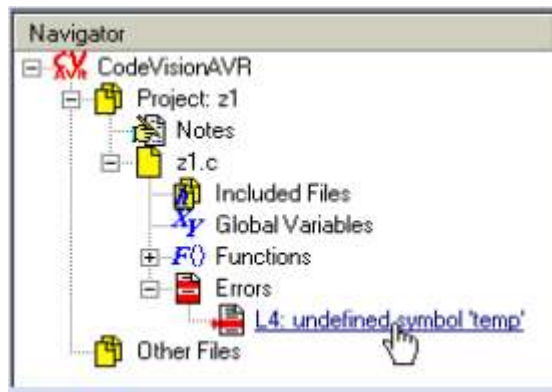 Navigator
CodeVisionAVR
Project: z1
Notes
z1.c
Included Files
Global Variables
F() Functions
Errors
L4: undefined symbol 'temp'
Other Files